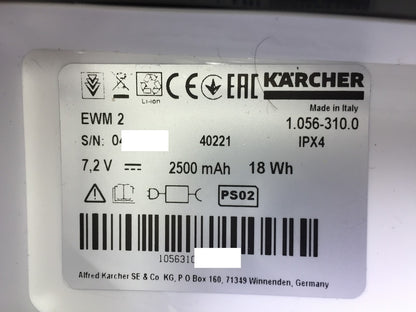 CE EAC KÄRCHER
Li-ion
Made in Italy
EWM 2 1.056-310.0
S/N: 04 40221 IPX4
7,2 V 2500 mAh 18 Wh
PS02
1056310
Alfred Kärcher SE & Co. KG, P O Box 160, 71349 Winnenden, Germany